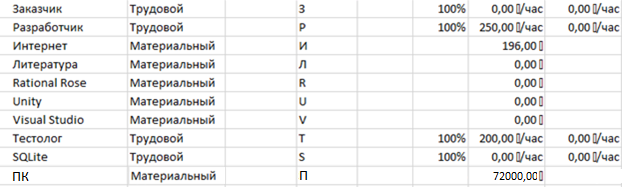 Заказчик Трудовой З 100% 0,00 ▯/час 0,00 ▯/час
Разработчик Трудовой Р 100% 250,00 ▯/час 0,00 ▯/час
Интернет Материальный И 196,00 ▯
Литература Материальный Л 0,00 ▯
Rational Rose Материальный R 0,00 ▯
Unity Материальный U 0,00 ▯
Visual Studio Материальный V 0,00 ▯
Тестолог Трудовой Т 100% 200,00 ▯/час 0,00 ▯/час
SQLite Трудовой S 100% 0,00 ▯/час 0,00 ▯/час
ПК Материальный П 72000,00 ▯